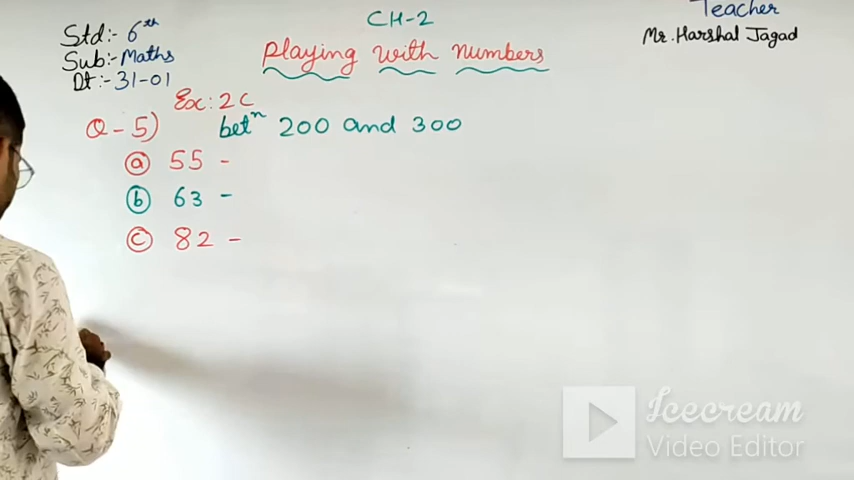 Std:- 6th
Sub:- Maths
Dt:- 31-01
CH-2
Playing with numbers
Teacher
Mr. Harshal Jagad
Ex: 2C
Q-5) betn 200 and 300
(a) 55 -
(b) 63 -
(c) 82 -
Icecream
Video Editor